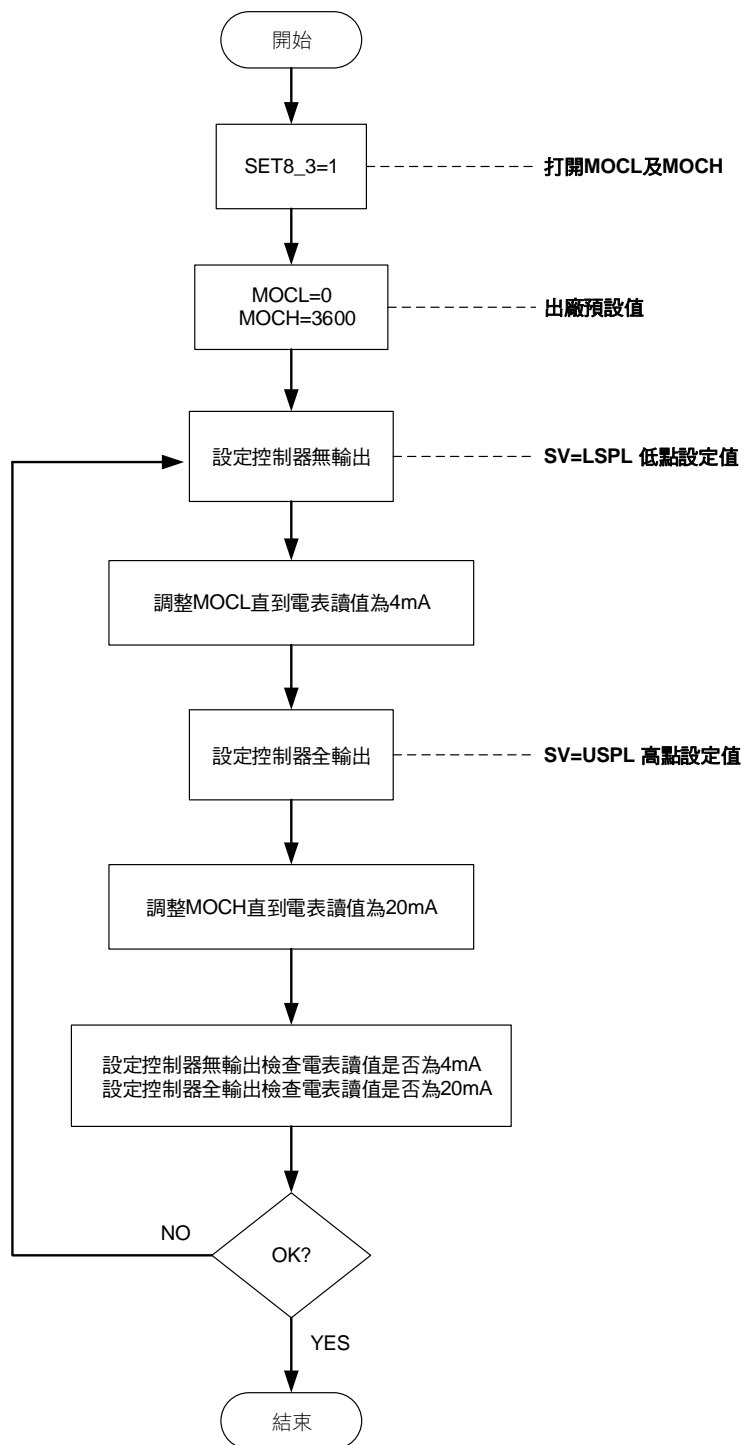 開始
SET8_3=1
打開MOCL及MOCH
MOCL=0
MOCH=3600
出廠預設值
設定控制器無輸出
SV=LSPL 低點設定值
調整MOCL直到電表讀值為4mA
設定控制器全輸出
SV=USPL 高點設定值
調整MOCH直到電表讀值為20mA
設定控制器無輸出檢查電表讀值是否為4mA
設定控制器全輸出檢查電表讀值是否為20mA
NO
OK?
YES
結束